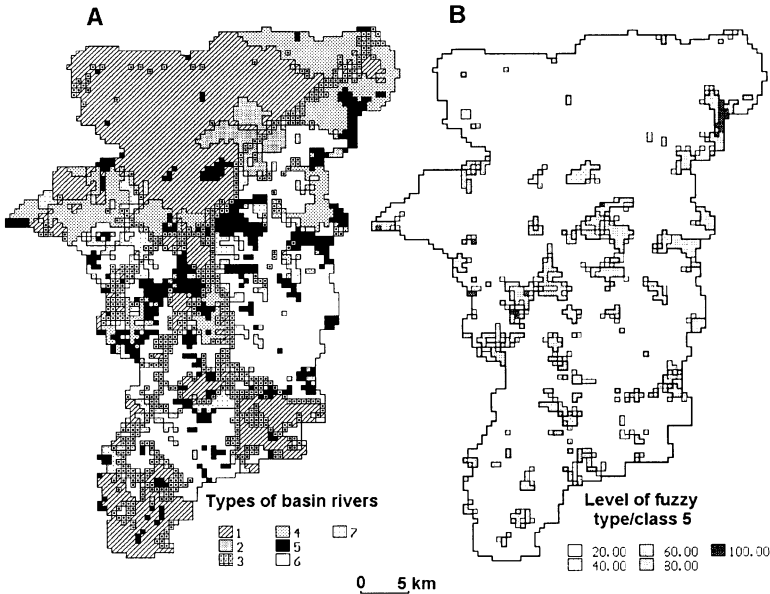 A
B
Types of basin rivers
1 4 7
2 5
3 6
Level of fuzzy
type/class 5
20.00 60.00 100.00
40.00 80.00
0 5 km